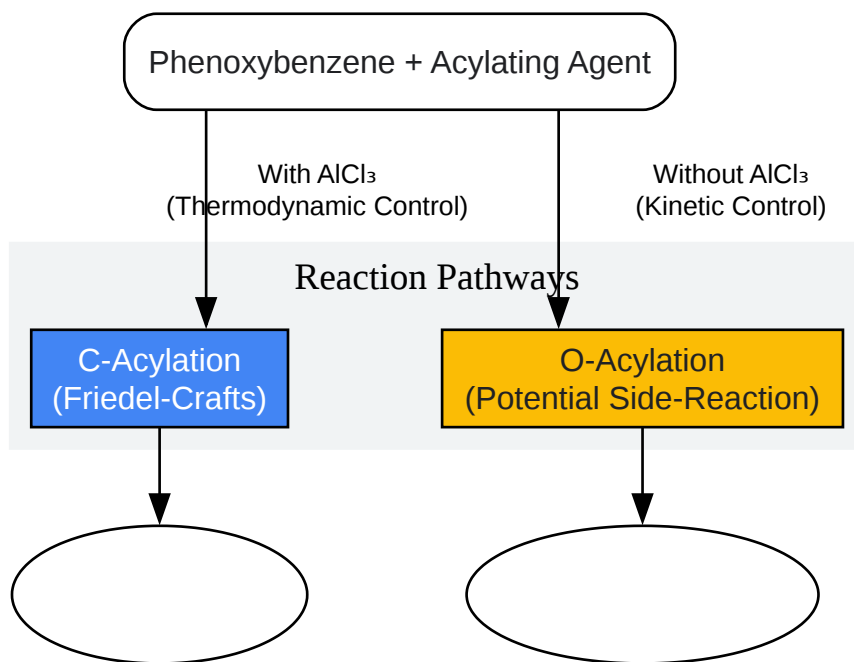 Phenoxybenzene + Acylating Agent
With AlCl₃
(Thermodynamic Control)
Without AlCl₃
(Kinetic Control)
Reaction Pathways
C-Acylation
(Friedel-Crafts)
O-Acylation
(Potential Side-Reaction)